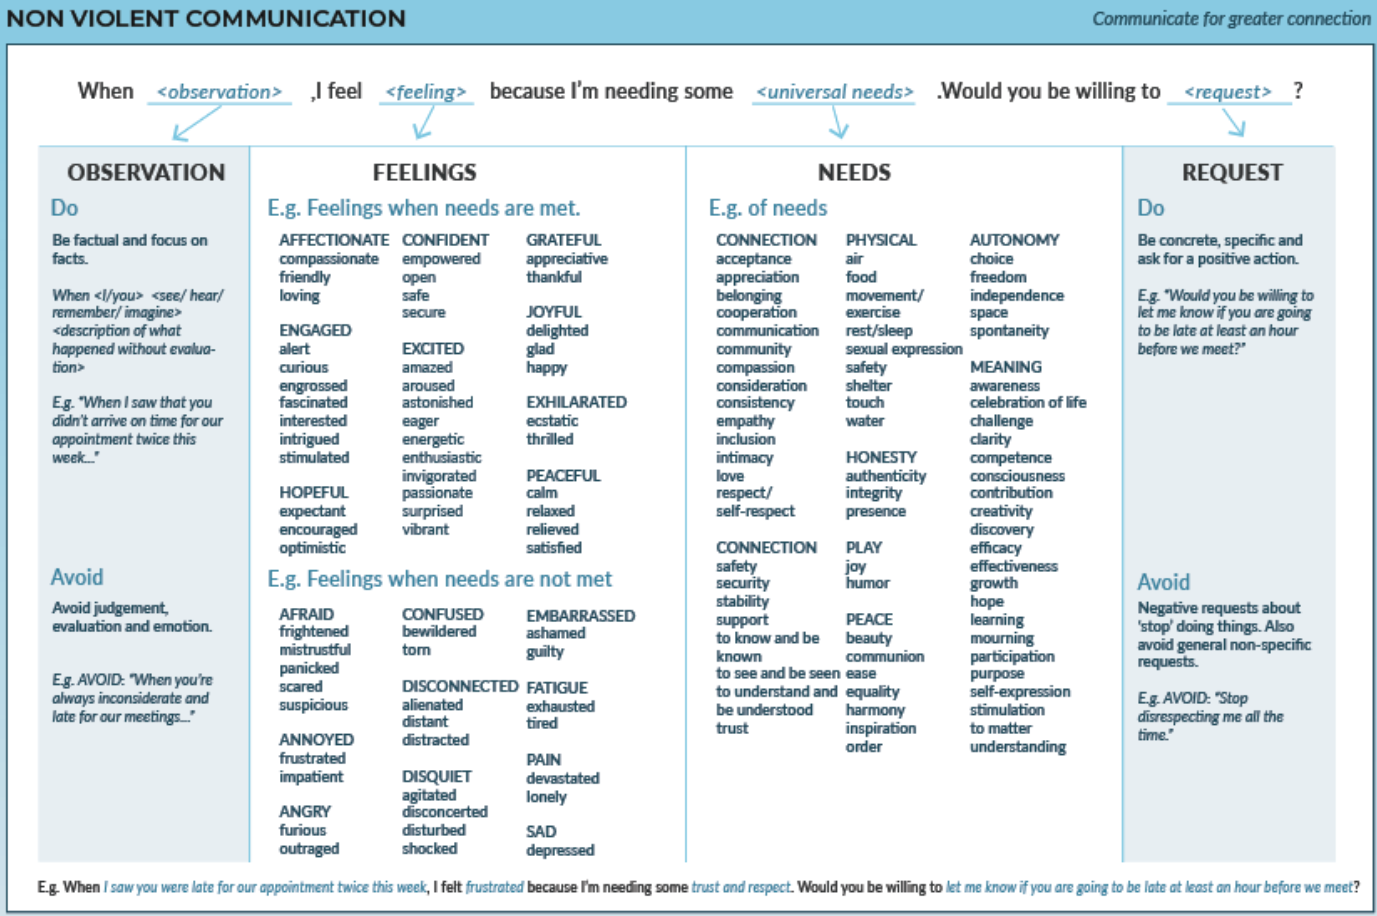 NON VIOLENT COMMUNICATION
Communicate for greater connection
When <observation> ,I feel <feeling> because I'm needing some <universal needs> .Would you be willing to <request> ?
OBSERVATION
Do
Be factual and focus on
facts.
When <I/you> <see/ hear/
remember/ imagine>
<description of what
happened without evalua-
tion>
E.g. "When I saw that you
didn't arrive on time for our
appointment twice this
week..."
Avoid
Avoid judgement,
evaluation and emotion.
E.g. AVOID: "When you're
always inconsiderate and
late for our meetings..."
FEELINGS
E.g. Feelings when needs are met.
AFFECTIONATE
compassionate
friendly
loving
ENGAGED
alert
curious
engrossed
fascinated
interested
intrigued
stimulated
HOPEFUL
expectant
encouraged
optimistic
CONFIDENT
empowered
open
safe
secure
EXCITED
amazed
aroused
astonished
eager
energetic
enthusiastic
invigorated
passionate
surprised
vibrant
GRATEFUL
appreciative
thankful
JOYFUL
delighted
glad
happy
EXHILARATED
ecstatic
thrilled
PEACEFUL
calm
relaxed
relieved
satisfied
E.g. Feelings when needs are not met
AFRAID
frightened
mistrustful
panicked
scared
suspicious
ANNOYED
frustrated
impatient
ANGRY
furious
outraged
CONFUSED
bewildered
torn
DISCONNECTED
alienated
distant
distracted
DISQUIET
agitated
disconcerted
disturbed
shocked
EMBARRASSED
ashamed
guilty
FATIGUE
exhausted
tired
PAIN
devastated
lonely
SAD
depressed
NEEDS
E.g. of needs
CONNECTION
acceptance
appreciation
belonging
cooperation
communication
community
compassion
consideration
consistency
empathy
inclusion
intimacy
love
respect/
self-respect
CONNECTION
safety
security
stability
support
to know and be
known
to see and be seen
to understand and
be understood
trust
PHYSICAL
air
food
movement/
exercise
rest/sleep
sexual expression
safety
shelter
touch
water
HONESTY
authenticity
integrity
presence
PLAY
joy
humor
PEACE
beauty
communion
ease
equality
harmony
inspiration
order
AUTONOMY
choice
freedom
independence
space
spontaneity
MEANING
awareness
celebration of life
challenge
clarity
competence
consciousness
contribution
creativity
discovery
efficacy
effectiveness
growth
hope
learning
mourning
participation
purpose
self-expression
stimulation
to matter
understanding
REQUEST
Do
Be concrete, specific and
ask for a positive action.
E.g. "Would you be willing to
let me know if you are going
to be late at least an hour
before we meet?"
Avoid
Negative requests about
'stop' doing things. Also
avoid general non-specific
requests.
E.g. AVOID: "Stop
disrespecting me all the
time."
E.g. When I saw you were late for our appointment twice this week, I felt frustrated because I'm needing some trust and respect. Would you be willing to let me know if you are going to be late at least an hour before we meet?